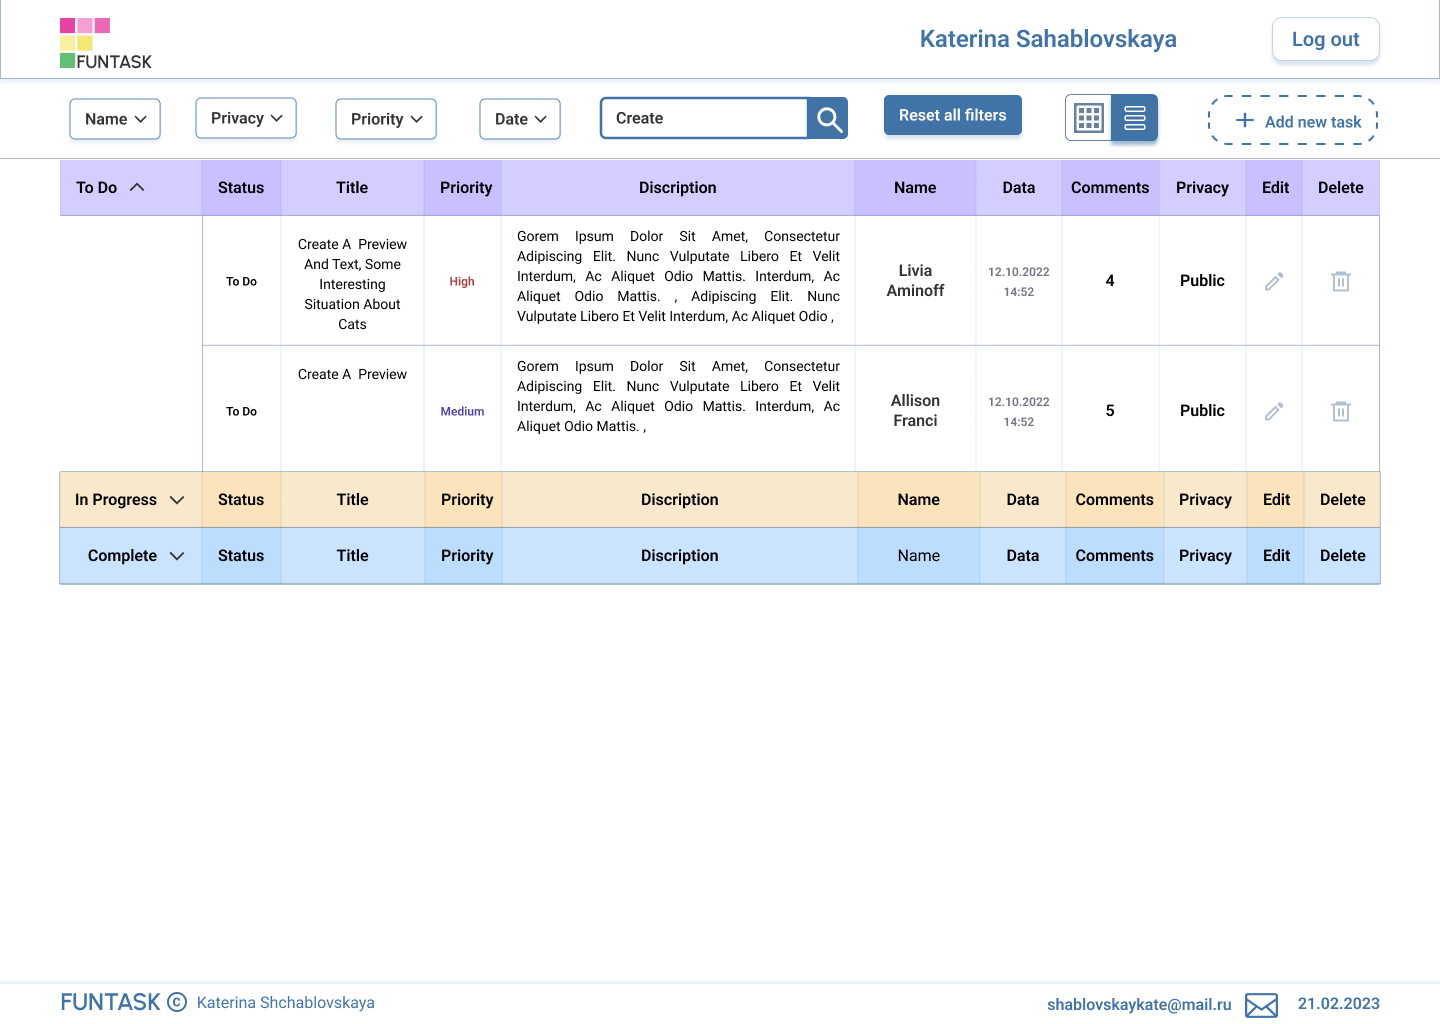 FUNTASK
Katerina Sahablovskaya
Log out
Name
Privacy
Priority
Date
Create
Reset all filters
Add new task
To Do Status Title Priority Discription Name Data Comments Privacy Edit Delete
To Do
Create A Preview
And Text, Some
Interesting
Situation About
Cats
High
Gorem Ipsum Dolor Sit Amet, Consectetur
Adipiscing Elit. Nunc Vulputate Libero Et Velit
Interdum, Ac Aliquet Odio Mattis. Interdum, Ac
Aliquet Odio Mattis. , Adipiscing Elit. Nunc
Vulputate Libero Et Velit Interdum, Ac Aliquet Odio ,
Livia
Aminoff
12.10.2022
14:52
4
Public
To Do
Create A Preview
Medium
Gorem Ipsum Dolor Sit Amet, Consectetur
Adipiscing Elit. Nunc Vulputate Libero Et Velit
Interdum, Ac Aliquet Odio Mattis. Interdum, Ac
Aliquet Odio Mattis. ,
Allison
Franci
12.10.2022
14:52
5
Public
In Progress Status Title Priority Discription Name Data Comments Privacy Edit Delete
Complete Status Title Priority Discription Name Data Comments Privacy Edit Delete
FUNTASK © Katerina Shchablovskaya
shablovskaykate@mail.ru
21.02.2023